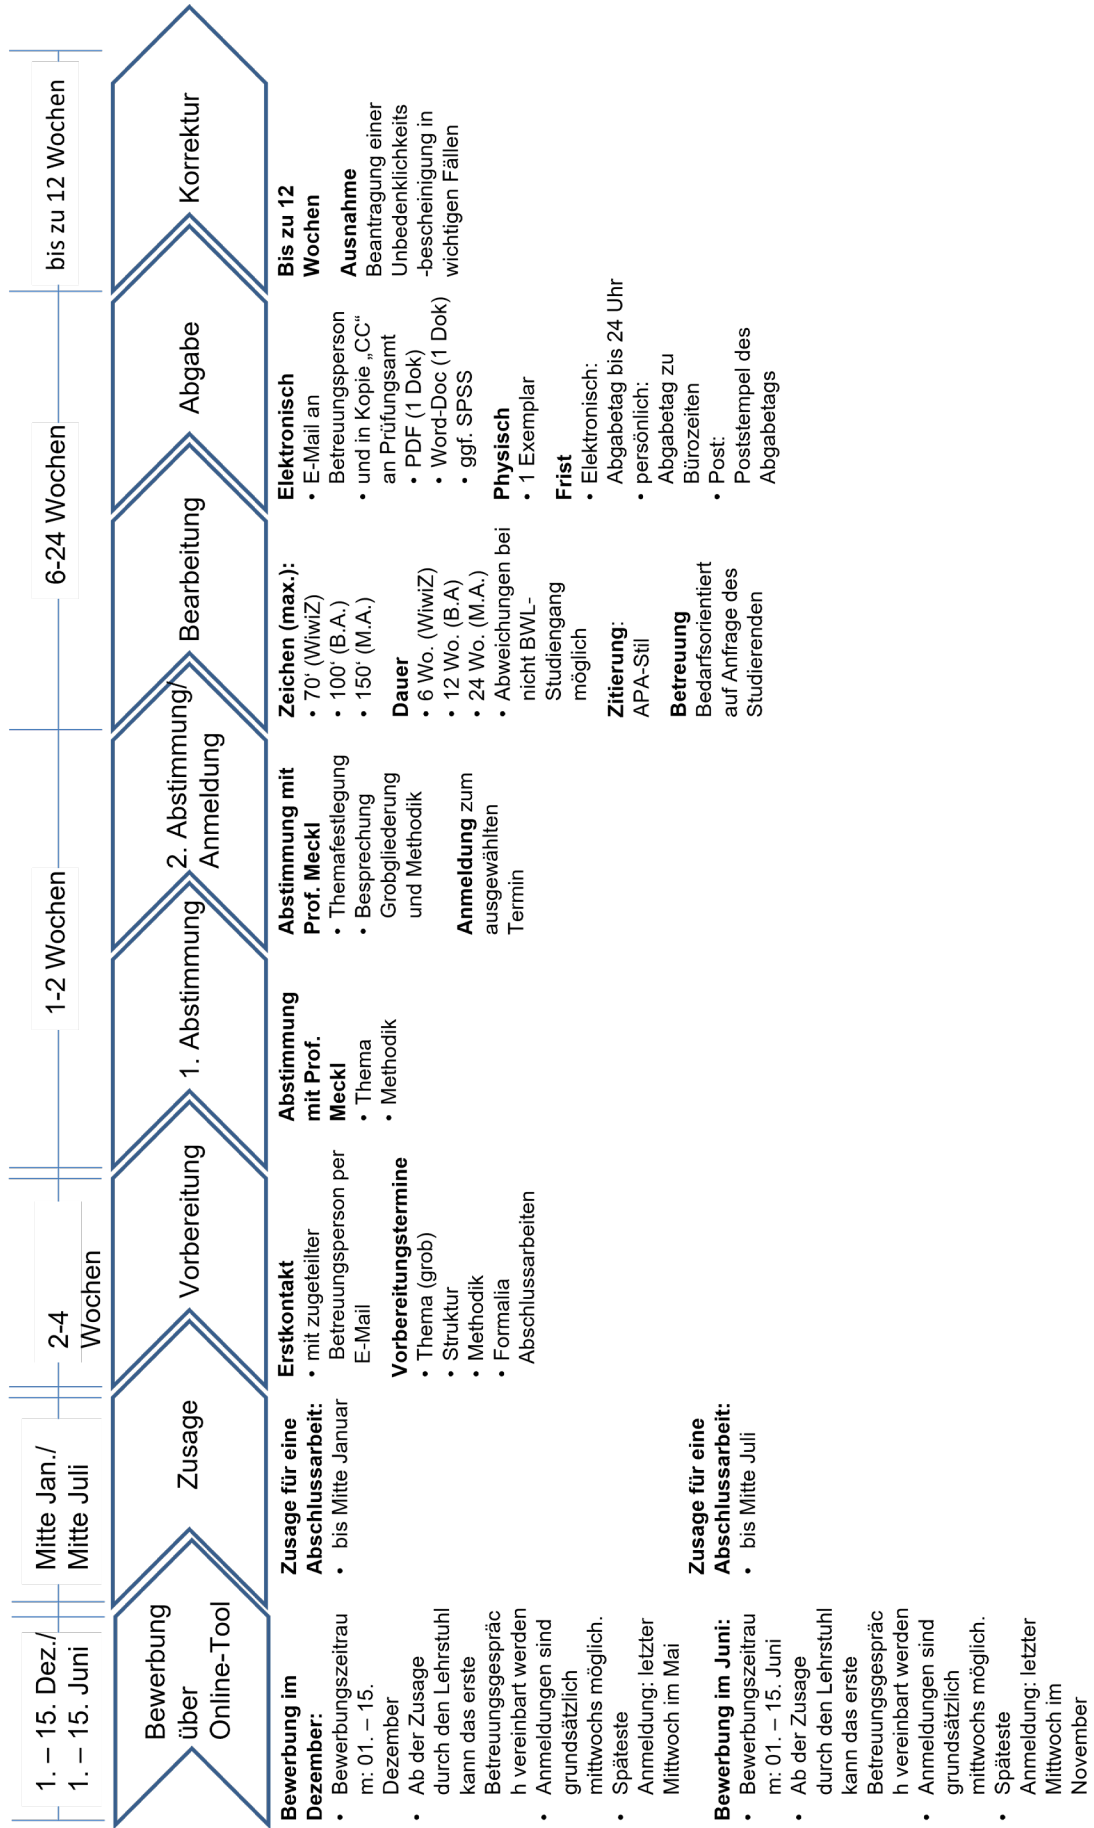 1. – 15. Dez./
1. – 15. Juni
Mitte Jan./
Mitte Juli
2-4
Wochen
1-2 Wochen
6-24 Wochen
bis zu 12 Wochen
Bewerbung
über
Online-Tool
Zusage
Vorbereitung
1. Abstimmung
2. Abstimmung/
Anmeldung
Bearbeitung
Abgabe
Korrektur
Bewerbung im
Dezember:
• Bewerbungszeitrau
m: 01. – 15.
Dezember
• Ab der Zusage
durch den Lehrstuhl
kann das erste
Betreuungsgespräc
h vereinbart werden
• Anmeldungen sind
grundsätzlich
mittwochs möglich.
• Späteste
Anmeldung: letzter
Mittwoch im Mai
Bewerbung im Juni:
• Bewerbungszeitrau
m: 01. – 15. Juni
• Ab der Zusage
durch den Lehrstuhl
kann das erste
Betreuungsgespräc
h vereinbart werden
• Anmeldungen sind
grundsätzlich
mittwochs möglich.
• Späteste
Anmeldung: letzter
Mittwoch im
November
Zusage für eine
Abschlussarbeit:
• bis Mitte Januar
Zusage für eine
Abschlussarbeit:
• bis Mitte Juli
Erstkontakt
• mit zugeteilter
Betreuungsperson per
E-Mail
Vorbereitungstermine
• Thema (grob)
• Struktur
• Methodik
• Formalia
Abschlussarbeiten
Abstimmung
mit Prof.
Meckl
• Thema
• Methodik
Abstimmung mit
Prof. Meckl
• Themafestlegung
• Besprechung
Grobgliederung
und Methodik
Anmeldung zum
ausgewählten
Termin
Zeichen (max.):
• 70‘ (WiwiZ)
• 100‘ (B.A.)
• 150‘ (M.A.)
Dauer
• 6 Wo. (WiwiZ)
• 12 Wo. (B.A)
• 24 Wo. (M.A.)
• Abweichungen bei
nicht BWL-
Studiengang
möglich
Zitierung:
APA-Stil
Betreuung
Bedarfsorientiert
auf Anfrage des
Studierenden
Elektronisch
• E-Mail an
Betreuungsperson
• und in Kopie „CC“
an Prüfungsamt
• PDF (1 Dok)
• Word-Doc (1 Dok)
• ggf. SPSS
Physisch
• 1 Exemplar
Frist
• Elektronisch:
Abgabetag bis 24 Uhr
• persönlich:
Abgabetag zu
Bürozeiten
• Post:
Poststempel des
Abgabetags
Bis zu 12
Wochen
Ausnahme
Beantragung einer
Unbedenklichkeits
-bescheinigung in
wichtigen Fällen